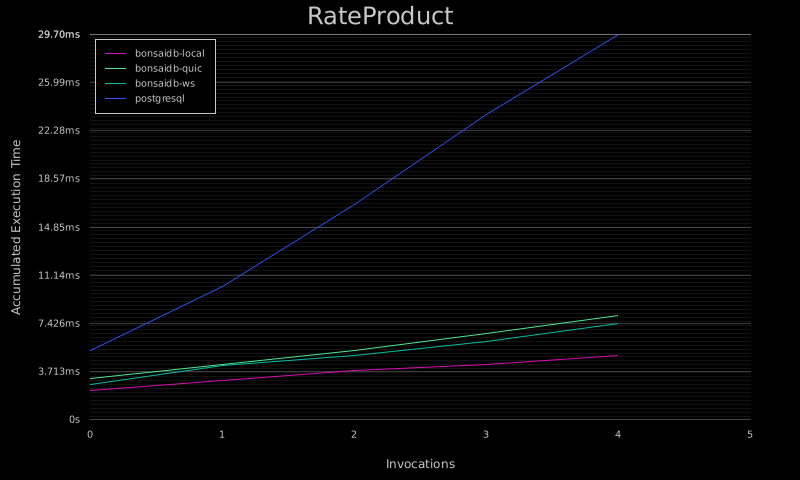 RateProduct
29.70ms
25.99ms
22.28ms
18.57ms
14.85ms
11.14ms
7.426ms
3.713ms
0s
bonsaidb-local
bonsaidb-quic
bonsaidb-ws
postgresql
Accumulated Execution Time
0 1 2 3 4 5
Invocations